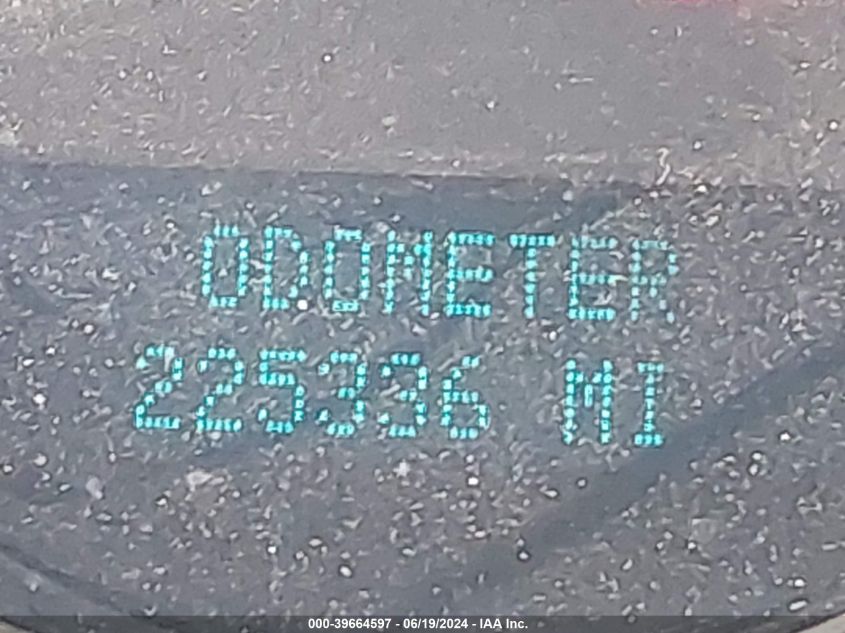 ODOMETER
225336 MI
000-39664597 - 06/19/2024 - IAA Inc.